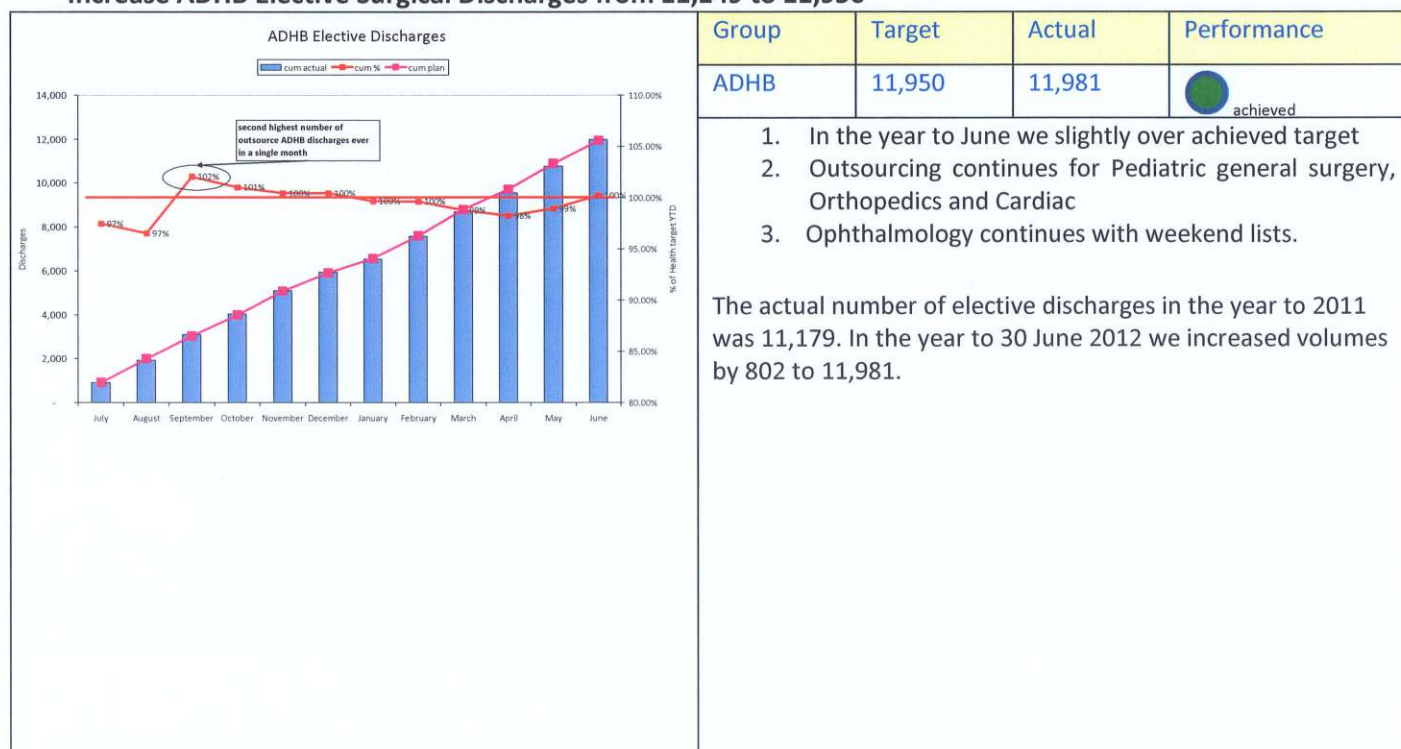 ADHB Elective Discharges
cum actual cum % cum plan
14,000
12,000
10,000
8,000
6,000
4,000
2,000
-
Discharges
second highest number of
outsource ADHB discharges ever
in a single month
97%
97%
102%
101%
100%
100%
100%
100%
99%
98%
99%
100%
110.00%
105.00%
100.00%
95.00%
90.00%
85.00%
80.00%
% of Health target YTD
July August September October November December January February March April May June
Group Target Actual Performance
ADHB 11,950 11,981 achieved
1. In the year to June we slightly over achieved target
2. Outsourcing continues for Pediatric general surgery,
Orthopedics and Cardiac
3. Ophthalmology continues with weekend lists.
The actual number of elective discharges in the year to 2011
was 11,179. In the year to 30 June 2012 we increased volumes
by 802 to 11,981.